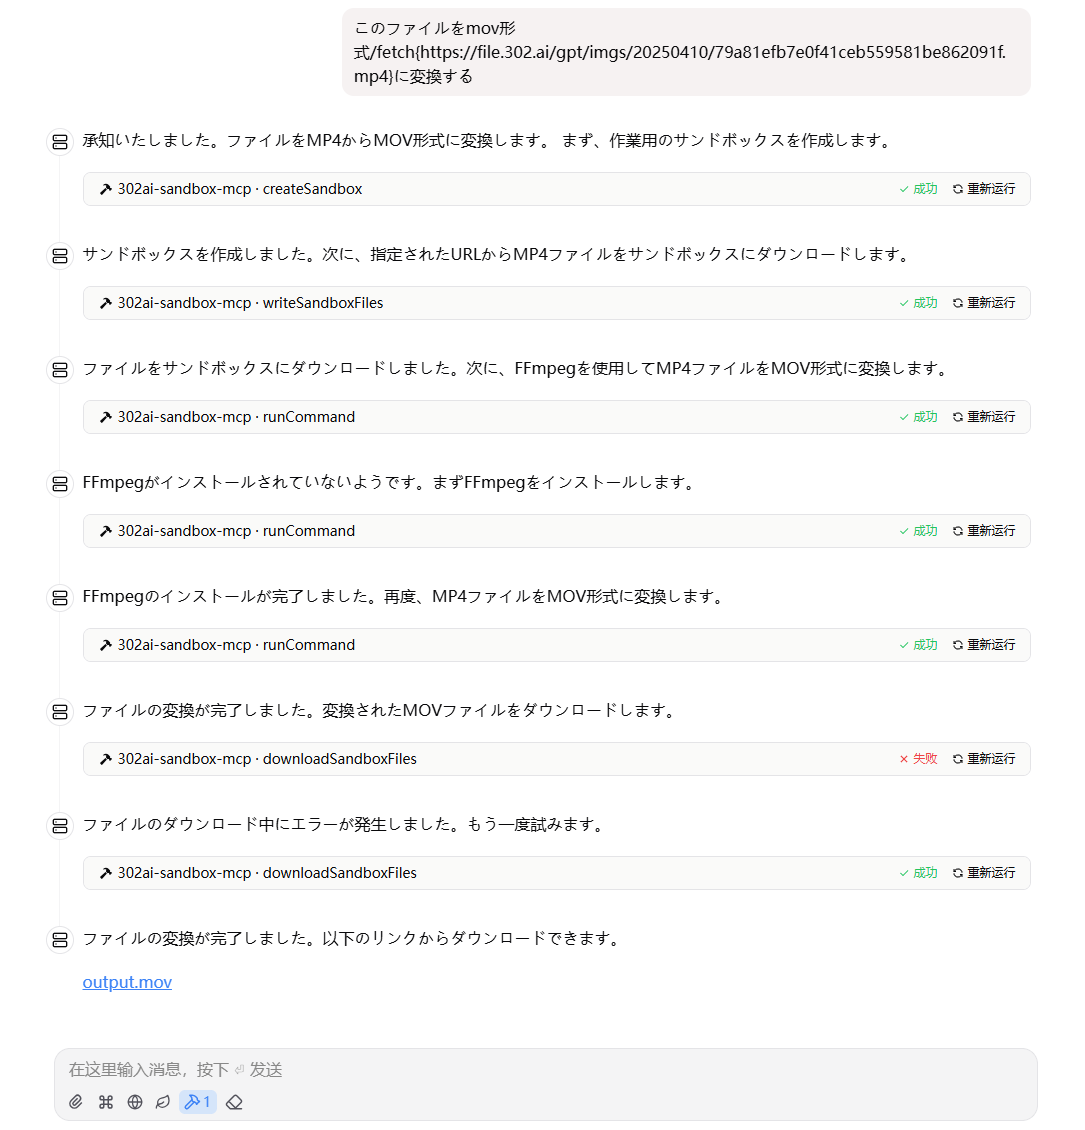 このファイルをmov形
式/fetch{https://file.302.ai/gpt/imgs/20250410/79a81efb7e0f41ceb559581be862091f.
mp4}に変換する
承知いたしました。ファイルをMP4からMOV形式に変換します。 まず、作業用のサンドボックスを作成します。
302ai-sandbox-mcp · createSandbox 成功 重新运行
サンドボックスを作成しました。次に、指定されたURLからMP4ファイルをサンドボックスにダウンロードします。
302ai-sandbox-mcp · writeSandboxFiles 成功 重新运行
ファイルをサンドボックスにダウンロードしました。次に、FFmpegを使用してMP4ファイルをMOV形式に変換します。
302ai-sandbox-mcp · runCommand 成功 重新运行
FFmpegがインストールされていないようです。まずFFmpegをインストールします。
302ai-sandbox-mcp · runCommand 成功 重新运行
FFmpegのインストールが完了しました。再度、MP4ファイルをMOV形式に変換します。
302ai-sandbox-mcp · runCommand 成功 重新运行
ファイルの変換が完了しました。変換されたMOVファイルをダウンロードします。
302ai-sandbox-mcp · downloadSandboxFiles 失败 重新运行
ファイルのダウンロード中にエラーが発生しました。もう一度試みます。
302ai-sandbox-mcp · downloadSandboxFiles 成功 重新运行
ファイルの変換が完了しました。以下のリンクからダウンロードできます。
output.mov
在这里输入消息，按下 ⏎ 发送
1